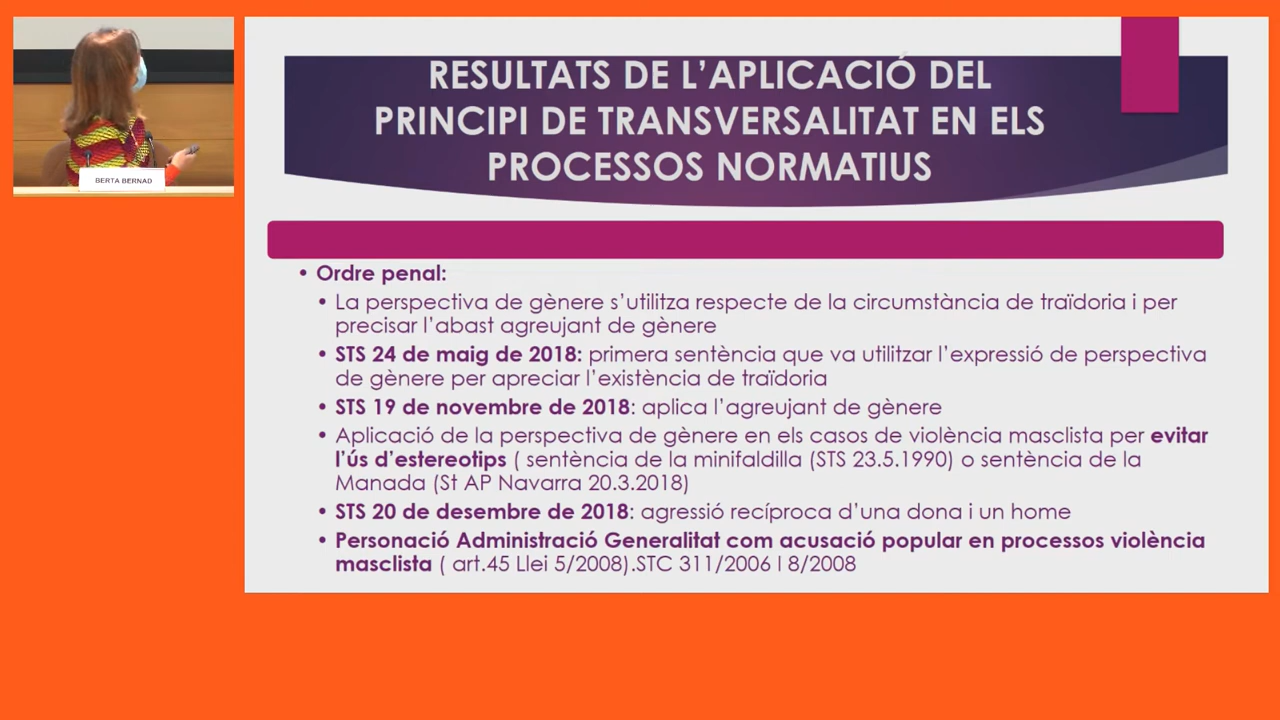 RESULTATS DE L'APLICACIÓ DEL
PRINCIPI DE TRANSVERSALITAT EN ELS
PROCESSOS NORMATIUS
BERTA BERNAD
• Ordre penal:
• La perspectiva de gènere s'utilitza respecte de la circumstància de traïdoria i per
precisar l'abast agreujant de gènere
• STS 24 de maig de 2018: primera sentència que va utilitzar l'expressió de perspectiva
de gènere per apreciar l'existència de traïdoria
• STS 19 de novembre de 2018: aplica l'agreujant de gènere
• Aplicació de la perspectiva de gènere en els casos de violència masclista per evitar
l'ús d'estereotips ( sentència de la minifaldilla (STS 23.5.1990) o sentència de la
Manada (St AP Navarra 20.3.2018)
• STS 20 de desembre de 2018: agressió recíproca d'una dona i un home
• Personació Administració Generalitat com acusació popular en processos violència
masclista ( art.45 Llei 5/2008).STC 311/2006 I 8/2008